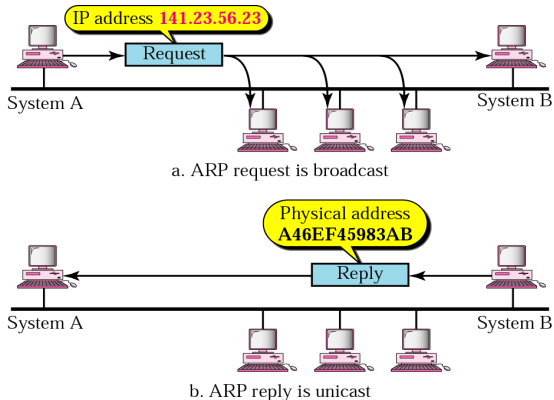 IP address 141.23.56.23
Request
System A
System B
a. ARP request is broadcast
Physical address
A46EF45983AB
Reply
System A
System B
b. ARP reply is unicast